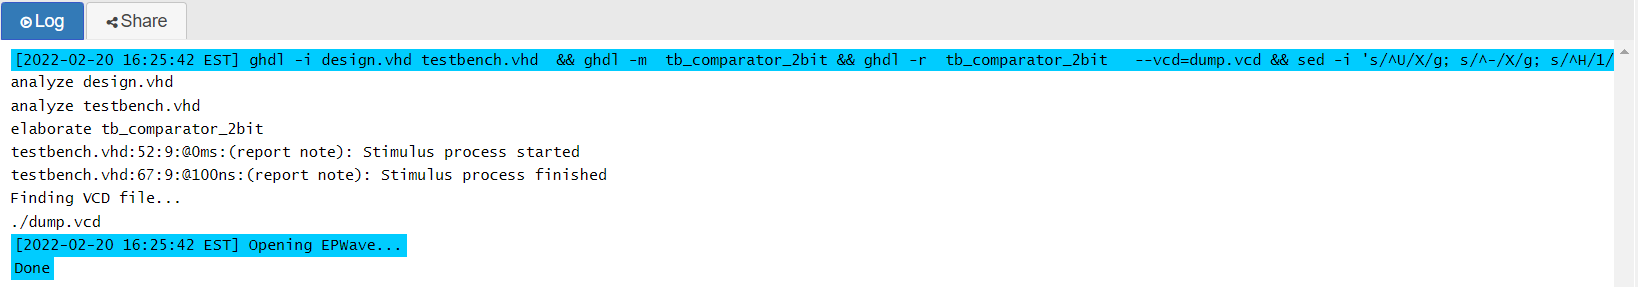 Log Share
[2022-02-20 16:25:42 EST] ghdl -i design.vhd testbench.vhd  && ghdl -m  tb_comparator_2bit && ghdl -r  tb_comparator_2bit   --vcd=dump.vcd && sed -i 's/^U/X/g; s/^-/X/g; s/^H/1/
analyze design.vhd
analyze testbench.vhd
elaborate tb_comparator_2bit
testbench.vhd:52:9:@0ms:(report note): Stimulus process started
testbench.vhd:67:9:@100ns:(report note): Stimulus process finished
Finding VCD file...
./dump.vcd
[2022-02-20 16:25:42 EST] Opening EPWave...
Done